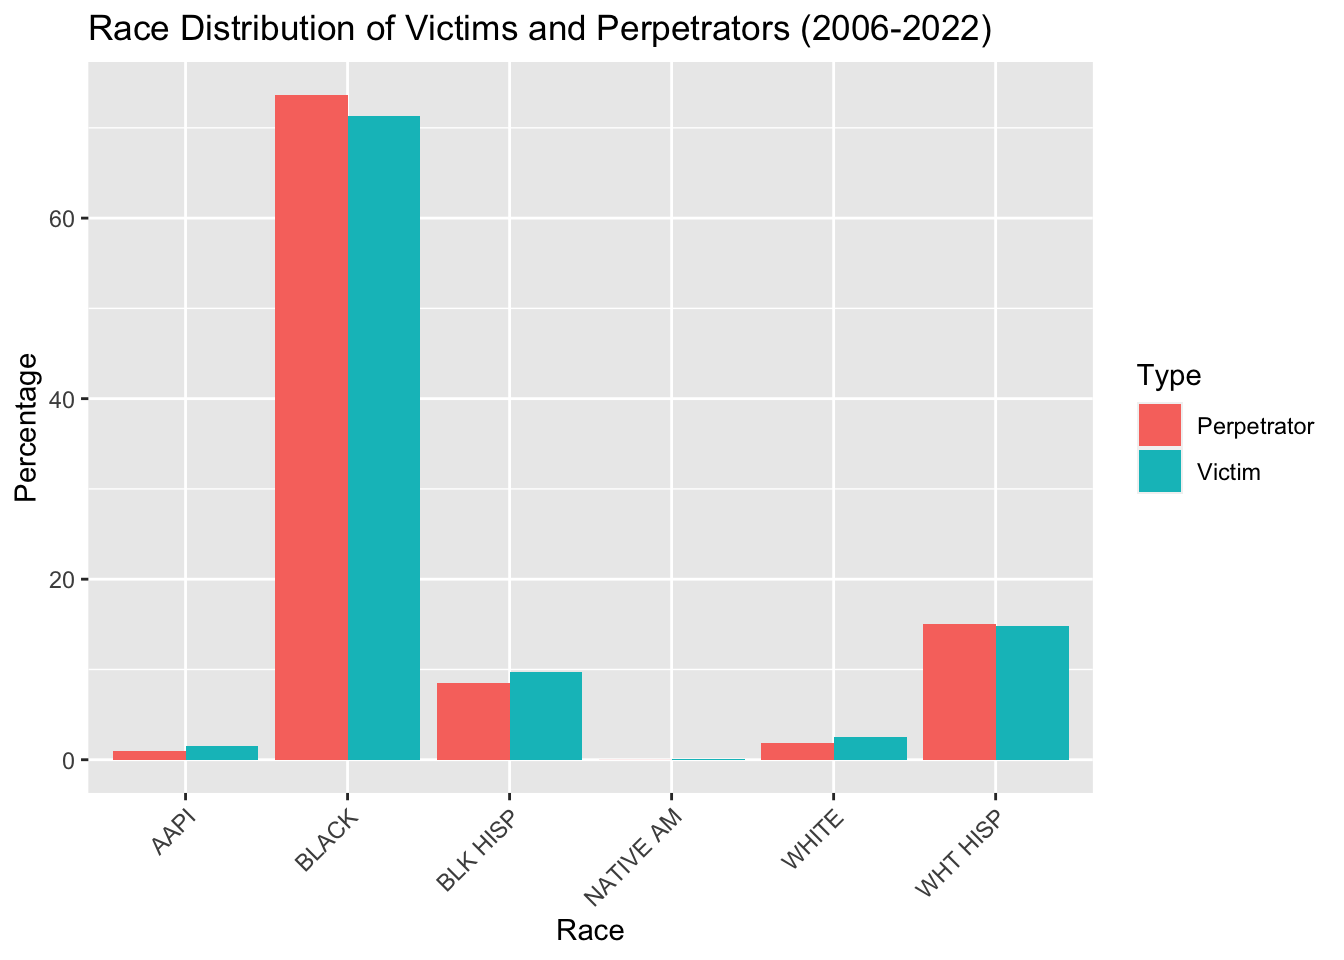 Race Distribution of Victims and Perpetrators (2006-2022)
Percentage
60
40
20
0
AAPI
BLACK
BLK HISP
NATIVE AM
WHITE
WHT HISP
Race
Type
Perpetrator
Victim